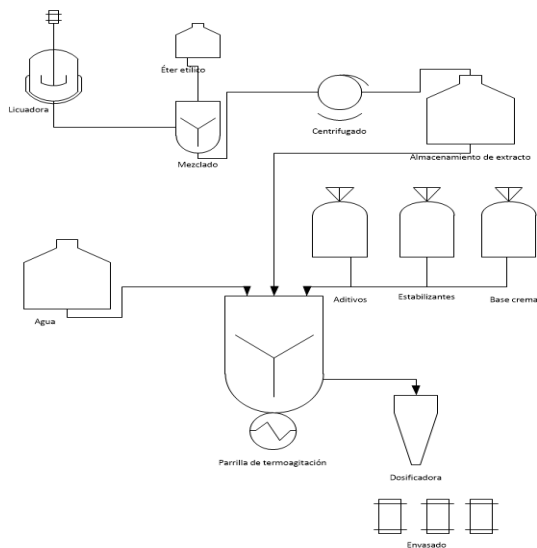 Éter etílico
Licuadora
Centrifugado
Mezclado
Almacenamiento de extracto
Aditivos
Estabilizantes
Base crema
Agua
Parrilla de termoagitación
Dosificadora
Envasado